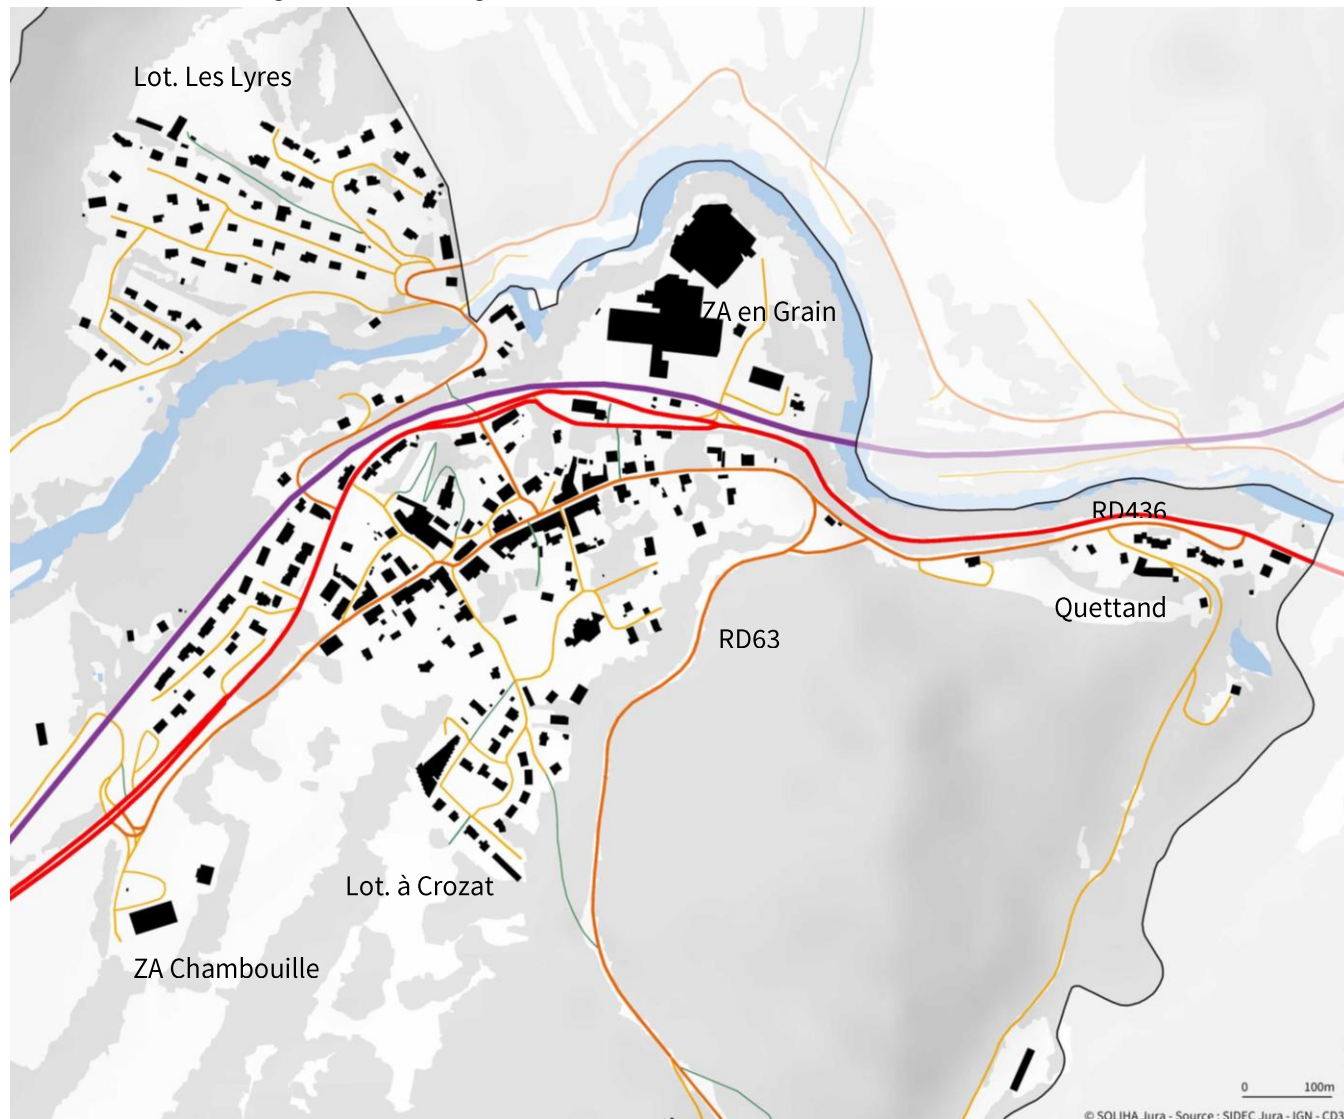 Lot. Les Lyres
ZA en Grain
RD436
Quettand
RD63
Lot. à Crozat
ZA Chambouille
0 100m
© SOLIHA Jura - Source : SIDEC Jura - IGN -